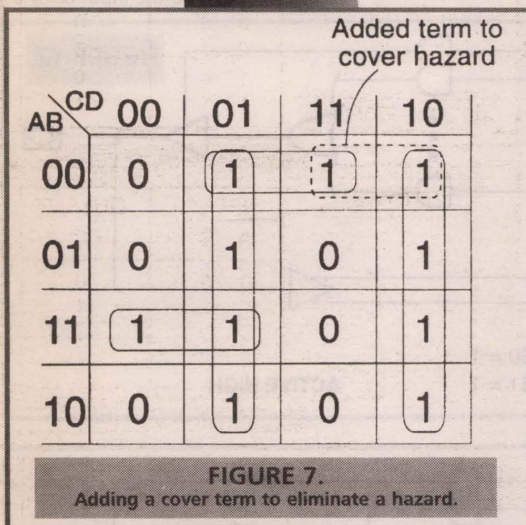 Added term to
cover hazard
AB CD 00 01 11 10
00 0 1 1 1
01 0 1 0 1
11 1 1 0 1
10 0 1 0 1
FIGURE 7.
Adding a cover term to eliminate a hazard.